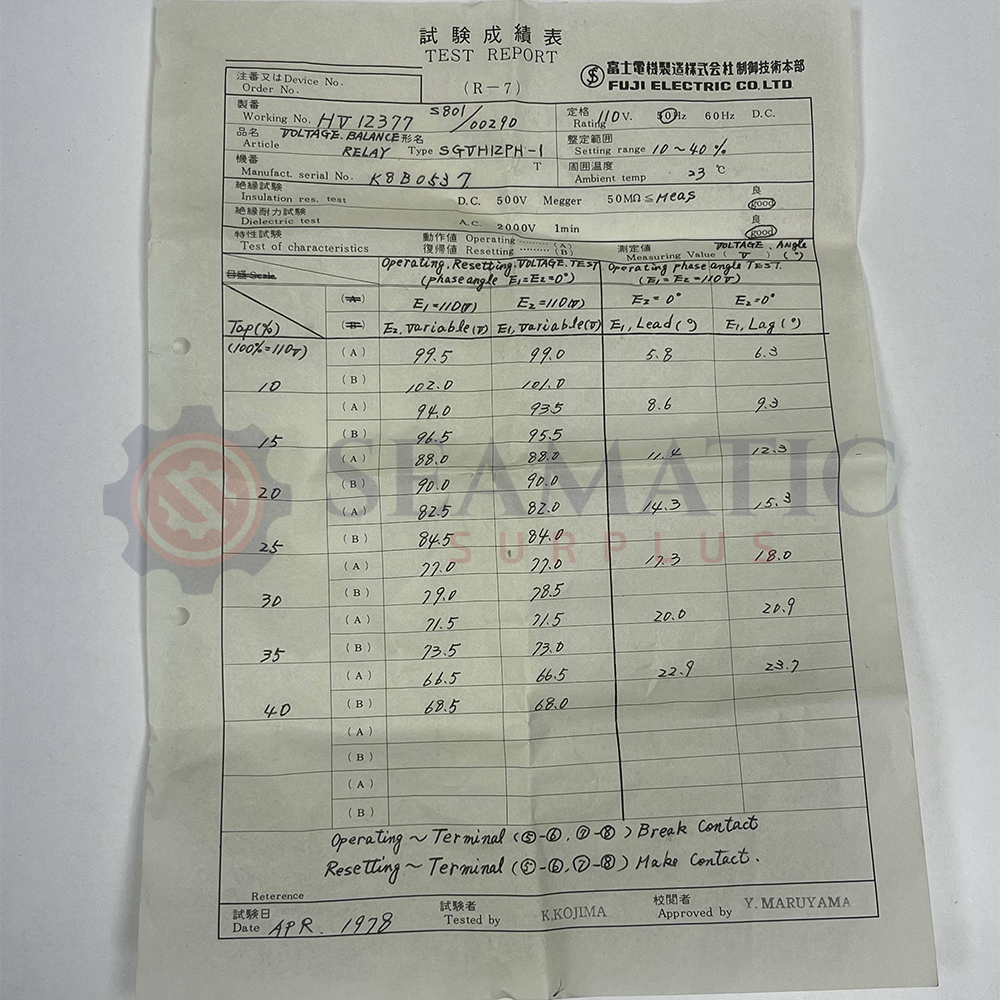 試験成績表
TEST REPORT
(R-7)
富士電機製造株式会社 制御技術本部
FUJI ELECTRIC CO. LTD.
注番又はDevice No.
Order No.
製番
Working No. HV12377 S801/00290
定格
Rating 110V. 50Hz 60Hz D.C.
品名 VOLTAGE. BALANCE 形名
Article RELAY Type SGVH12PH-1
T
整定範囲
Setting range 10~40%
機番
Manufact. serial No. K8B0537
周囲温度
Ambient temp 23 ℃
絶縁試験 良
Insulation res. test D.C. 500V Megger 50MΩ≤Meas good
絶縁耐力試験 良
Dielectric test A.C. 2000V 1min good
特性試験 動作値 Operating ......... (A) 測定値 VOLTAGE. Angle
Test of characteristics 復帰値 Resetting ......... (B) Measuring Value ( V ) (°)
目盛 Scale
Operating. Resetting. VOLTAGE. TEST Operating phase angle TEST.
(phase angle E1=E2=0°) (E1=E2=110V)
(A) E1=110(V) E2=110(V) E2=0° E2=0°
Tap(%) (B) E2, Variable(V) E1, Variable(V) E1, Lead(°) E1, Lag(°)
(100%=110V) (A) 99.5 99.0 5.8 6.3
10 (B) 102.0 101.0
(A) 94.0 93.5 8.6 9.3
15 (B) 96.5 95.5
(A) 88.0 88.0 11.4 12.3
20 (B) 90.0 90.0
(A) 82.5 82.0 14.3 15.3
25 (B) 84.5 84.0
(A) 77.0 77.0 17.3 18.0
30 (B) 79.0 78.5
(A) 71.5 71.5 20.0 20.9
35 (B) 73.5 73.0
(A) 66.5 66.5 22.9 23.7
40 (B) 68.5 68.0
(A)
(B)
(A)
(B)
Operating ~ Terminal (⑤-⑥, ⑦-⑧) Break Contact
Resetting ~ Terminal (⑤-⑥, ⑦-⑧) Make Contact.
Reterence
試験日 試験者 校閲者
Date APR. 1978 Tested by K.KOJIMA Approved by Y. MARUYAMA
SEAMATIC
SURPLUS